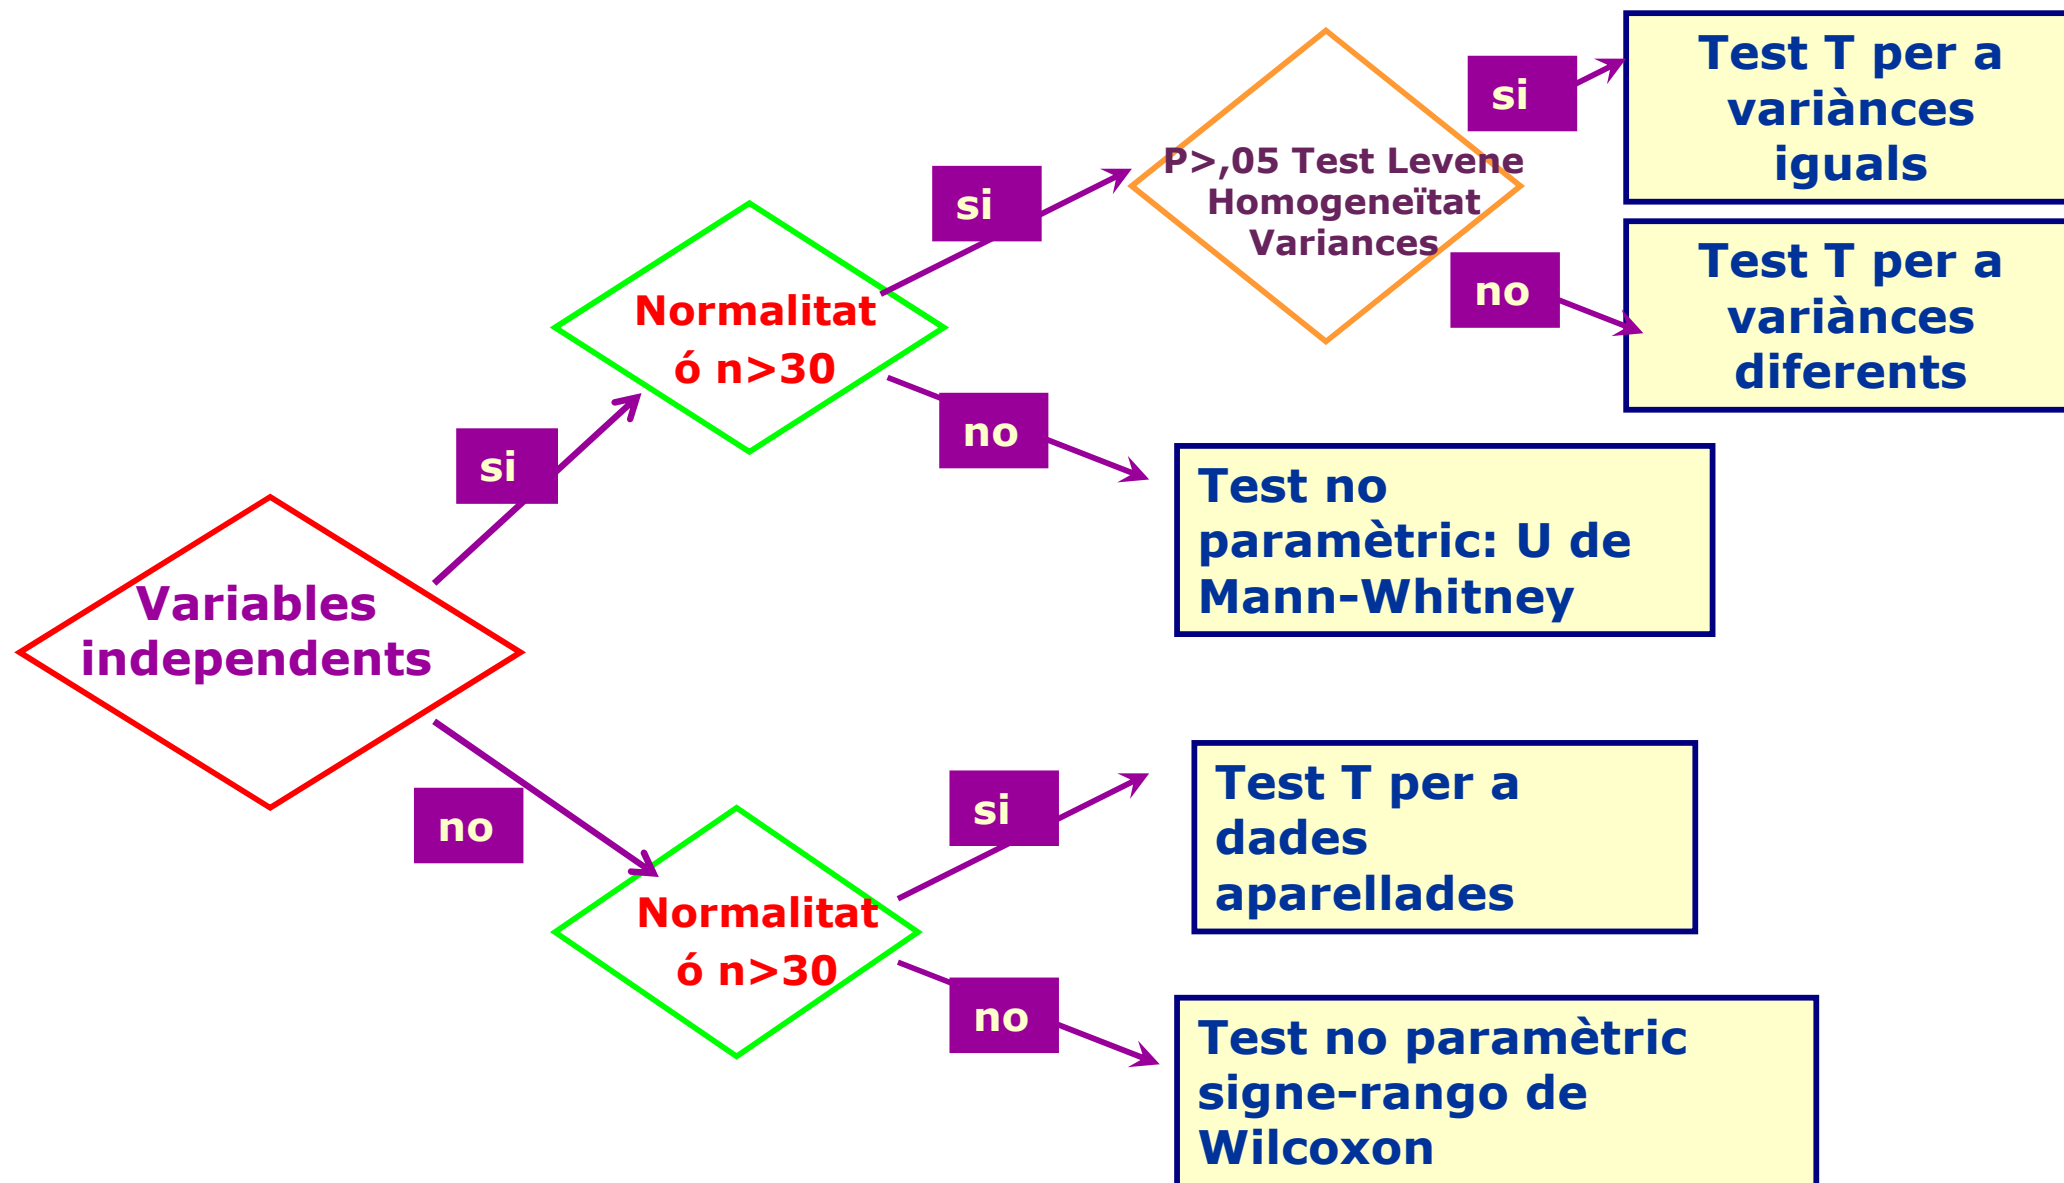 Test T per a
variànces
iguals
si
P>,05 Test Levene
Homogeneïtat
Variances
si
Test T per a
variànces
diferents
no
Normalitat
ó n>30
no
si
Test no
paramètric: U de
Mann-Whitney
Variables
independents
Test T per a
dades
aparellades
si
no
Normalitat
ó n>30
no
Test no paramètric
signe-rango de
Wilcoxon